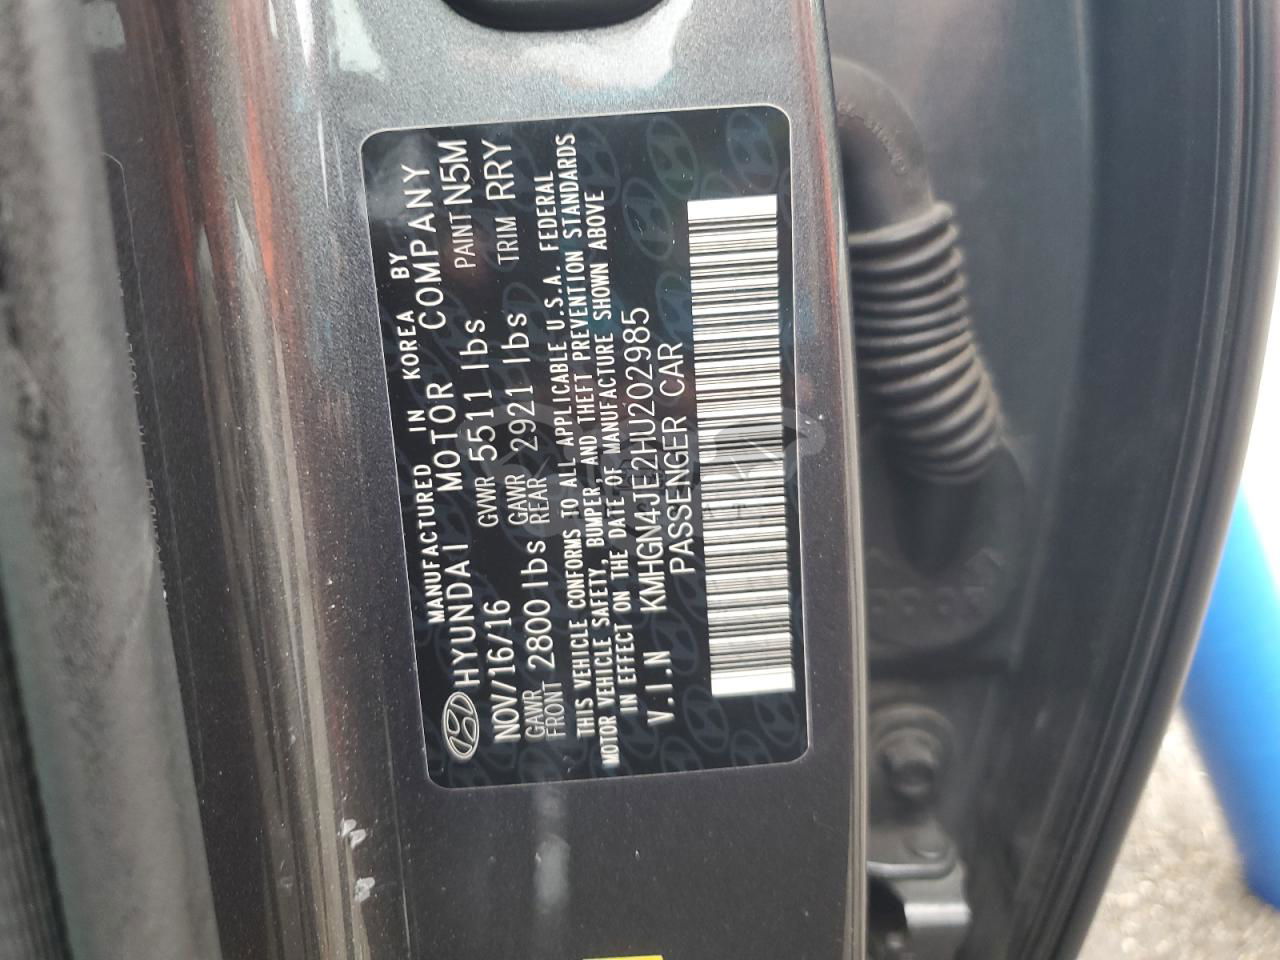 MANUFACTURED IN KOREA BY
HYUNDAI MOTOR COMPANY
NOV/16/16 GVWR 5511 lbs PAINT N5M
GAWR FRONT 2800 lbs GAWR REAR 2921 lbs TRIM RRY
THIS VEHICLE CONFORMS TO ALL APPLICABLE U.S.A. FEDERAL
MOTOR VEHICLE SAFETY, BUMPER, AND THEFT PREVENTION STANDARDS
IN EFFECT ON THE DATE OF MANUFACTURE SHOWN ABOVE
V.I.N KMHGN4JE2HU202985
PASSENGER CAR